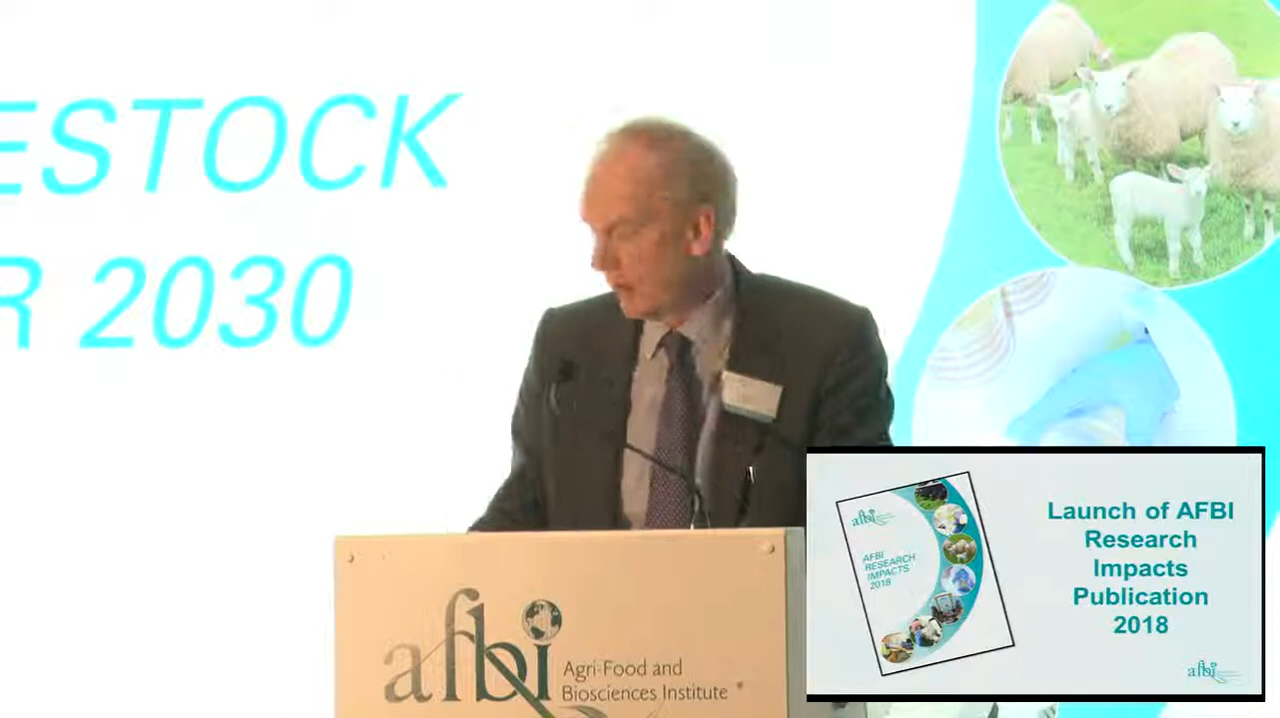 ESTOCK
R 2030
afbi
Agri-Food and
Biosciences Institute
afbi
AFBI
RESEARCH
IMPACTS
2018
Launch of AFBI
Research
Impacts
Publication
2018
afbi